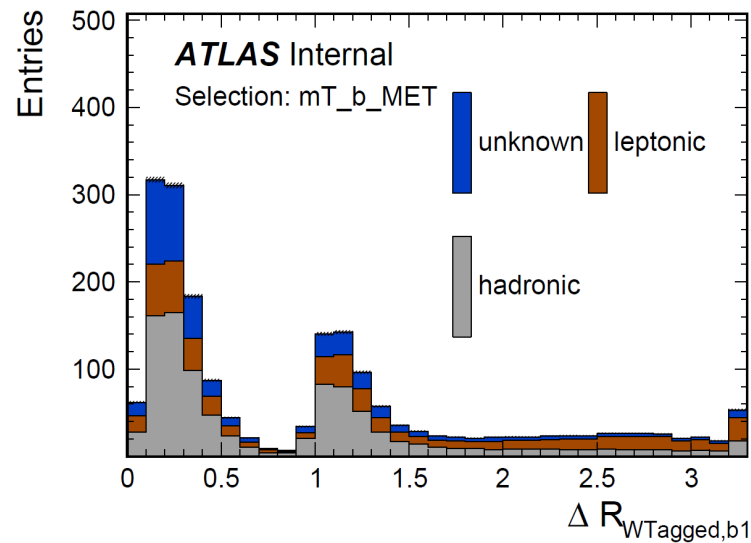 Entries
500
400
300
200
100
ATLAS Internal
Selection: mT_b_MET
unknown leptonic
hadronic
0 0.5 1 1.5 2 2.5 3
Δ R_WTagged,b1